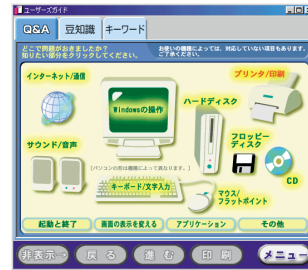 ユーザーズガイド
Q&A 豆知識 キーワード
どこで問題がおきましたか?
知りたい部分をクリックしてください。
お使いの機種によっては、対応していない項目もあります。
ご了承ください。
インターネット/通信
プリンタ/印刷
Windowsの操作
ハードディスク
サウンド/音声
フロッピー
ディスク
CD
[パソコンの形は機種によって異なります。]
キーボード/文字入力
マウス/
フラットポイント
起動と終了 画面の表示を変える アプリケーション その他
非表示→ 戻る 進む 印刷 メニュー